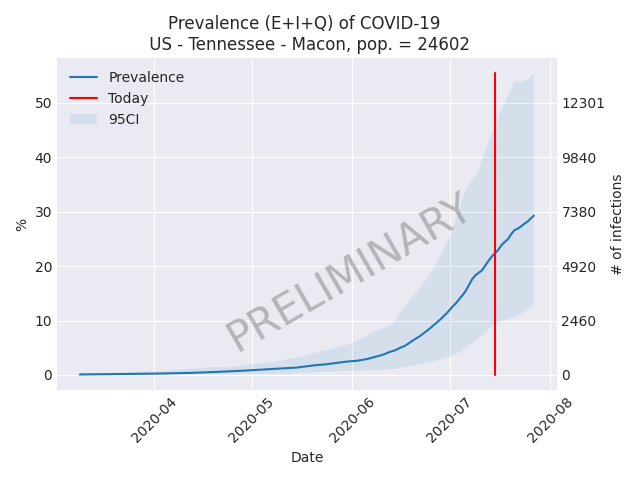 Prevalence (E+I+Q) of COVID-19
US - Tennessee - Macon, pop. = 24602
Prevalence
Today
95CI
PRELIMINARY
%
50
40
30
20
10
0
12301
9840
7380
4920
2460
0
# of infections
2020-04
2020-05
2020-06
2020-07
2020-08
Date